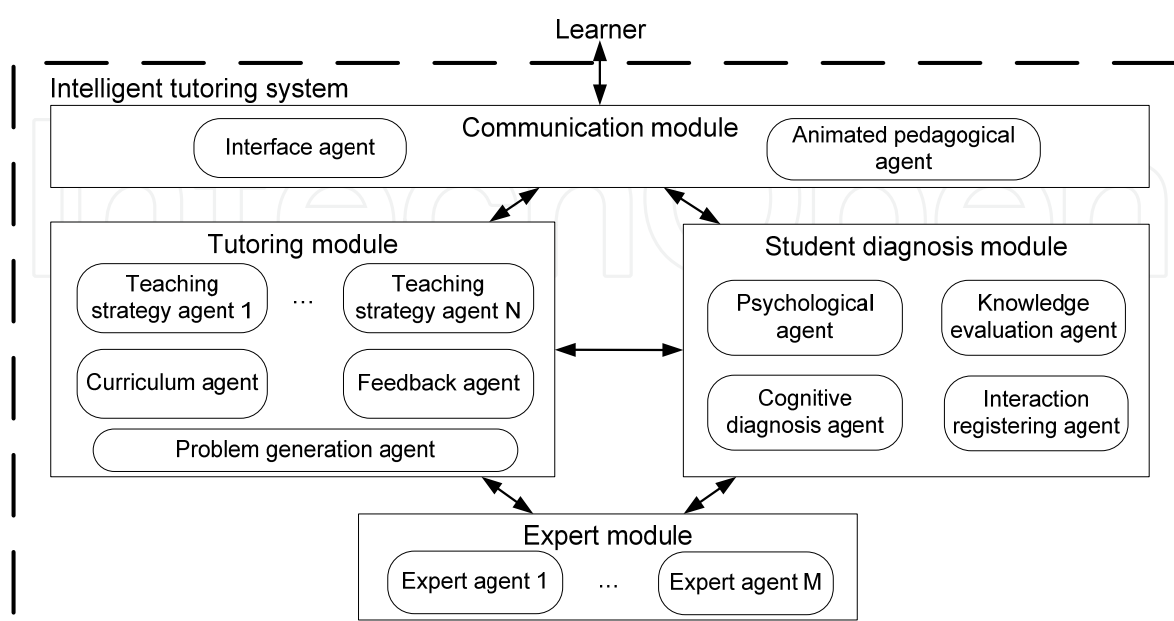 Learner
Intelligent tutoring system
Communication module
Interface agent
Animated pedagogical
agent
Tutoring module
Teaching
strategy agent 1
...
Teaching
strategy agent N
Curriculum agent
Feedback agent
Problem generation agent
Student diagnosis module
Psychological
agent
Knowledge
evaluation agent
Cognitive
diagnosis agent
Interaction
registering agent
Expert module
Expert agent 1
...
Expert agent M
IntechOpen